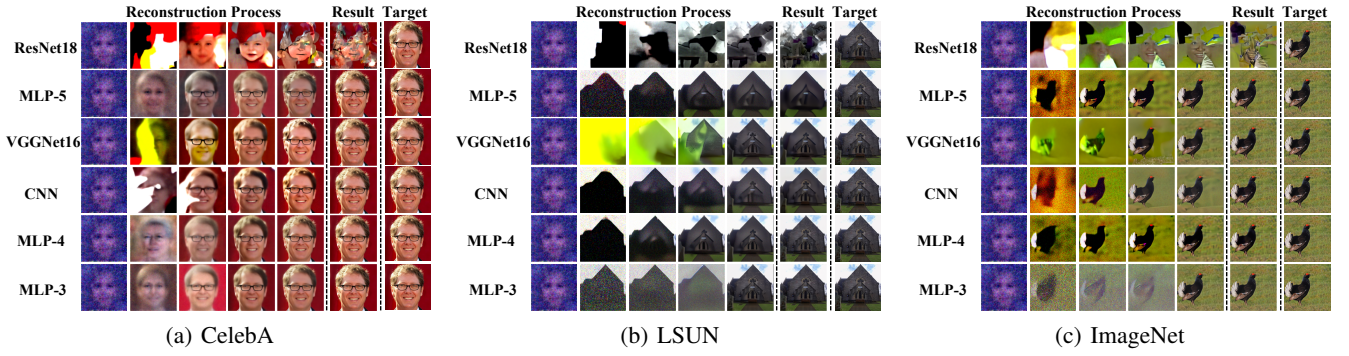 Reconstruction Process Result Target
ResNet18
MLP-5
VGGNet16
CNN
MLP-4
MLP-3
(a) CelebA
Reconstruction Process Result Target
ResNet18
MLP-5
VGGNet16
CNN
MLP-4
MLP-3
(b) LSUN
Reconstruction Process Result Target
ResNet18
MLP-5
VGGNet16
CNN
MLP-4
MLP-3
(c) ImageNet